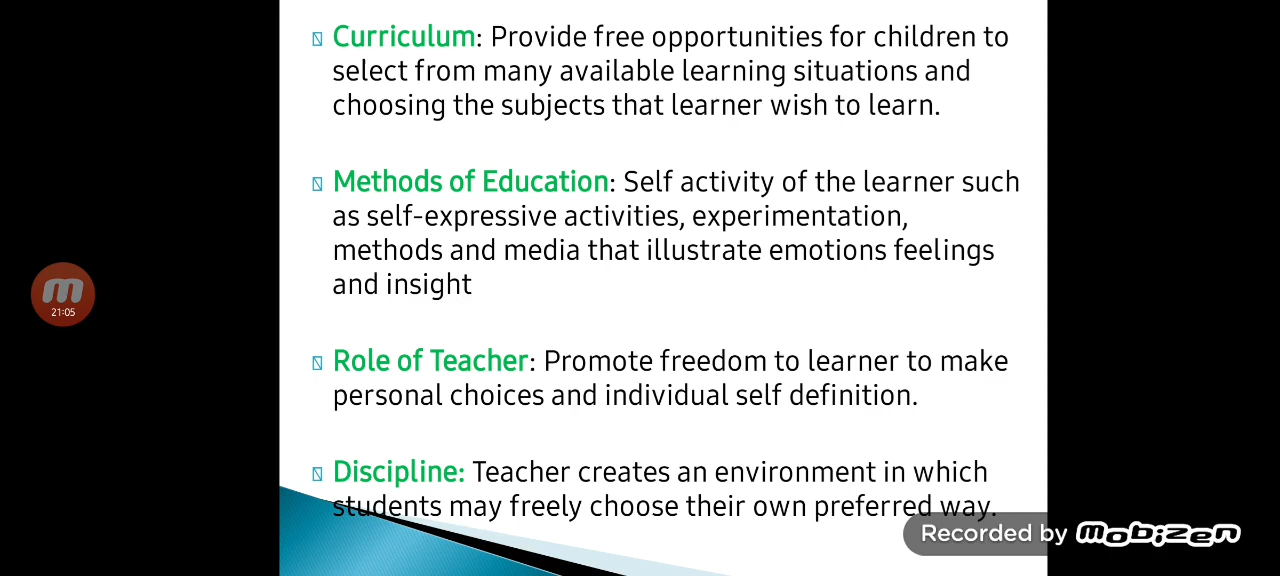 Curriculum: Provide free opportunities for children to
select from many available learning situations and
choosing the subjects that learner wish to learn.
Methods of Education: Self activity of the learner such
as self-expressive activities, experimentation,
methods and media that illustrate emotions feelings
and insight
21:05
Role of Teacher: Promote freedom to learner to make
personal choices and individual self definition.
Discipline: Teacher creates an environment in which
students may freely choose their own preferred way.
Recorded by mobizen